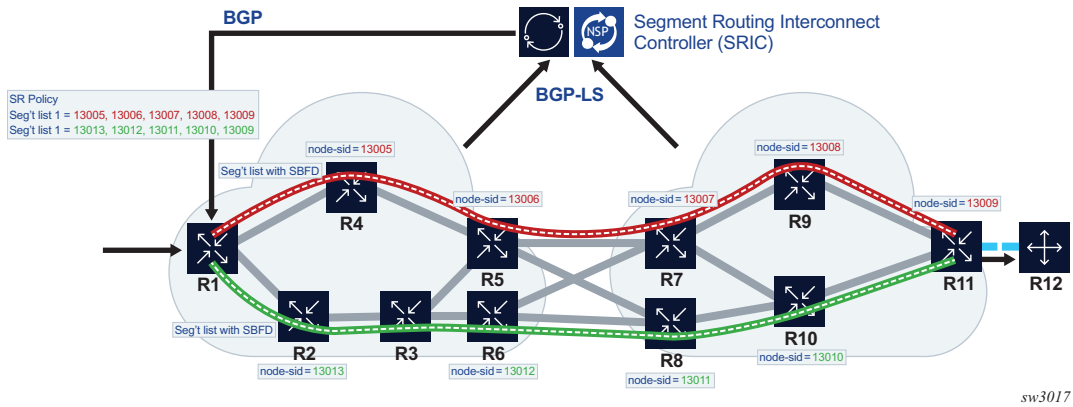 BGP
NSP
Segment Routing Interconnect
Controller (SRIC)
BGP-LS
SR Policy
Seg't list 1 = 13005, 13006, 13007, 13008, 13009
Seg't list 1 = 13013, 13012, 13011, 13010, 13009
node-sid = 13005
node-sid = 13008
Seg't list with SBFD
node-sid = 13006
node-sid = 13007
node-sid = 13009
R4
R9
R5
R7
R1
R11
R12
Seg't list with SBFD
R2
R3
R6
R8
R10
node-sid = 13013
node-sid = 13012
node-sid = 13011
node-sid = 13010
sw3017